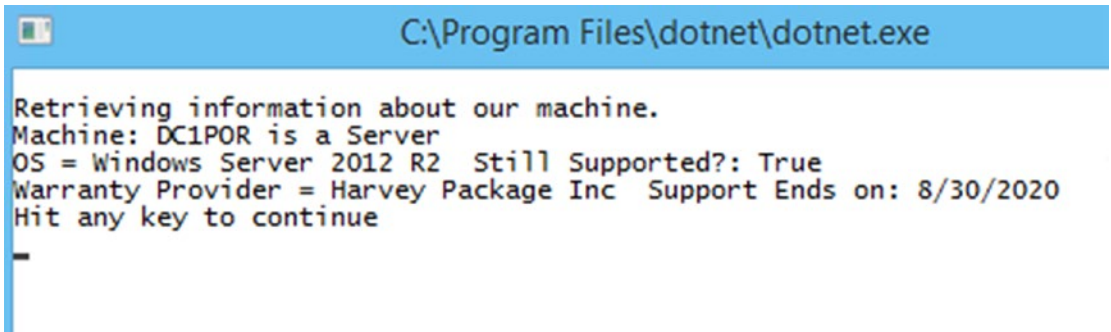 C:\Program Files\dotnet\dotnet.exe
Retrieving information about our machine.
Machine: DC1POR is a Server
OS = Windows Server 2012 R2  Still Supported?: True
Warranty Provider = Harvey Package Inc  Support Ends on: 8/30/2020
Hit any key to continue